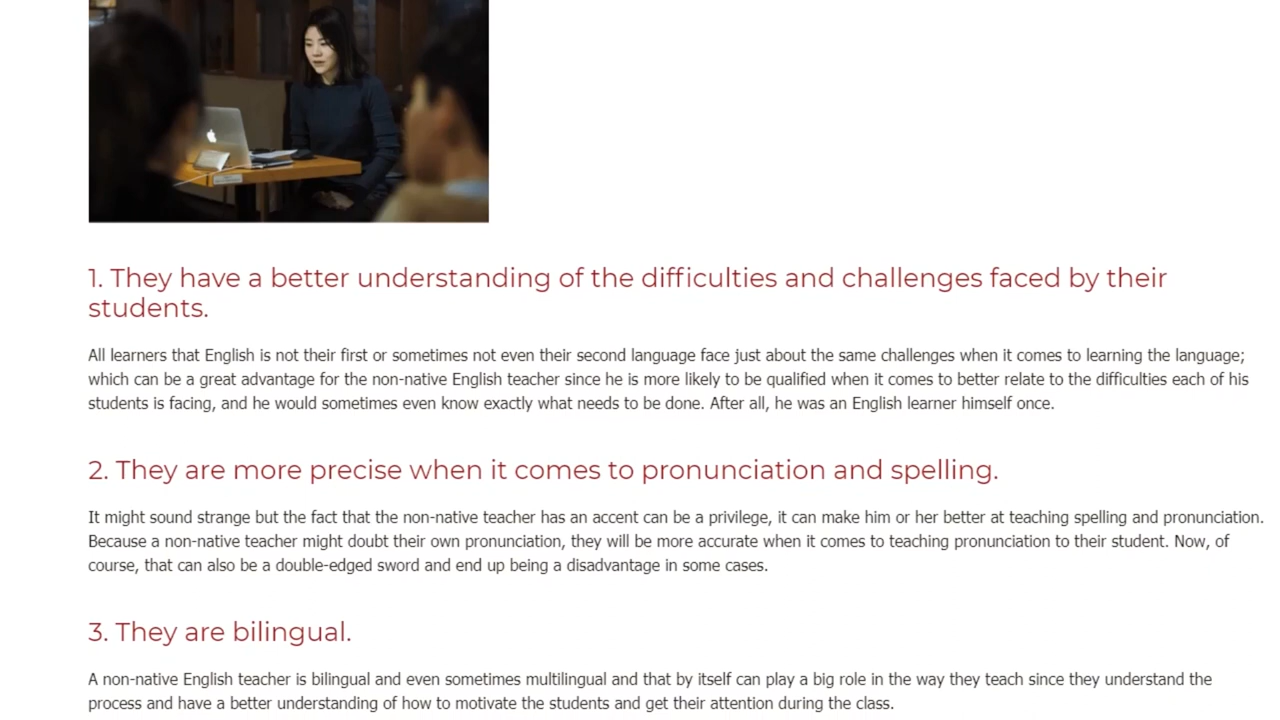 1. They have a better understanding of the difficulties and challenges faced by their
students.
All learners that English is not their first or sometimes not even their second language face just about the same challenges when it comes to learning the language;
which can be a great advantage for the non-native English teacher since he is more likely to be qualified when it comes to better relate to the difficulties each of his
students is facing, and he would sometimes even know exactly what needs to be done. After all, he was an English learner himself once.
2. They are more precise when it comes to pronunciation and spelling.
It might sound strange but the fact that the non-native teacher has an accent can be a privilege, it can make him or her better at teaching spelling and pronunciation.
Because a non-native teacher might doubt their own pronunciation, they will be more accurate when it comes to teaching pronunciation to their student. Now, of
course, that can also be a double-edged sword and end up being a disadvantage in some cases.
3. They are bilingual.
A non-native English teacher is bilingual and even sometimes multilingual and that by itself can play a big role in the way they teach since they understand the
process and have a better understanding of how to motivate the students and get their attention during the class.